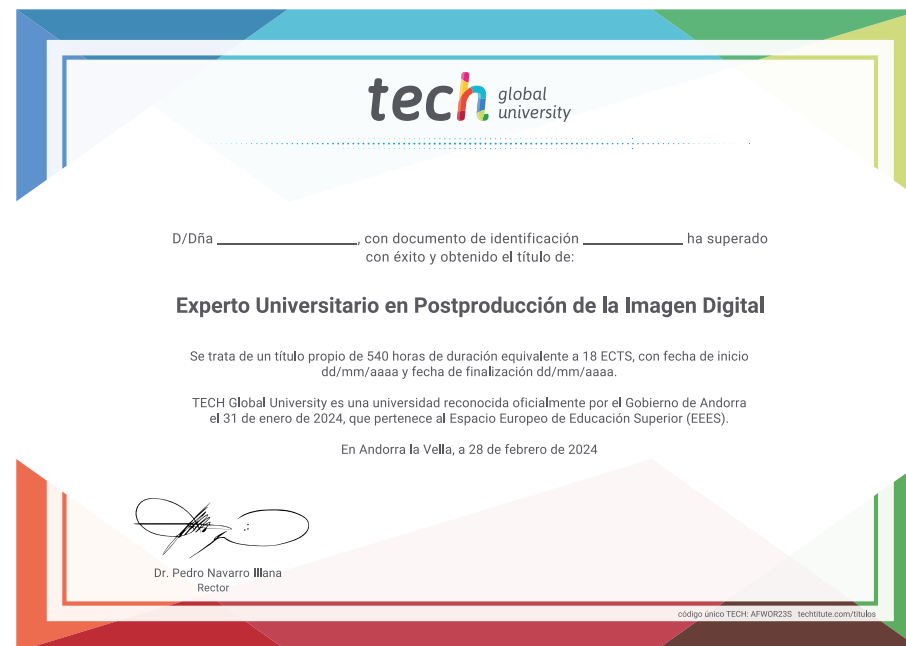 tech global university
D/Dña ____________________, con documento de identificación ______________ ha superado
con éxito y obtenido el título de:
Experto Universitario en Postproducción de la Imagen Digital
Se trata de un título propio de 540 horas de duración equivalente a 18 ECTS, con fecha de inicio
dd/mm/aaaa y fecha de finalización dd/mm/aaaa.
TECH Global University es una universidad reconocida oficialmente por el Gobierno de Andorra
el 31 de enero de 2024, que pertenece al Espacio Europeo de Educación Superior (EEES).
En Andorra la Vella, a 28 de febrero de 2024
Dr. Pedro Navarro Illana
Rector
código único TECH: AFWOR23S techtitute.com/titulos